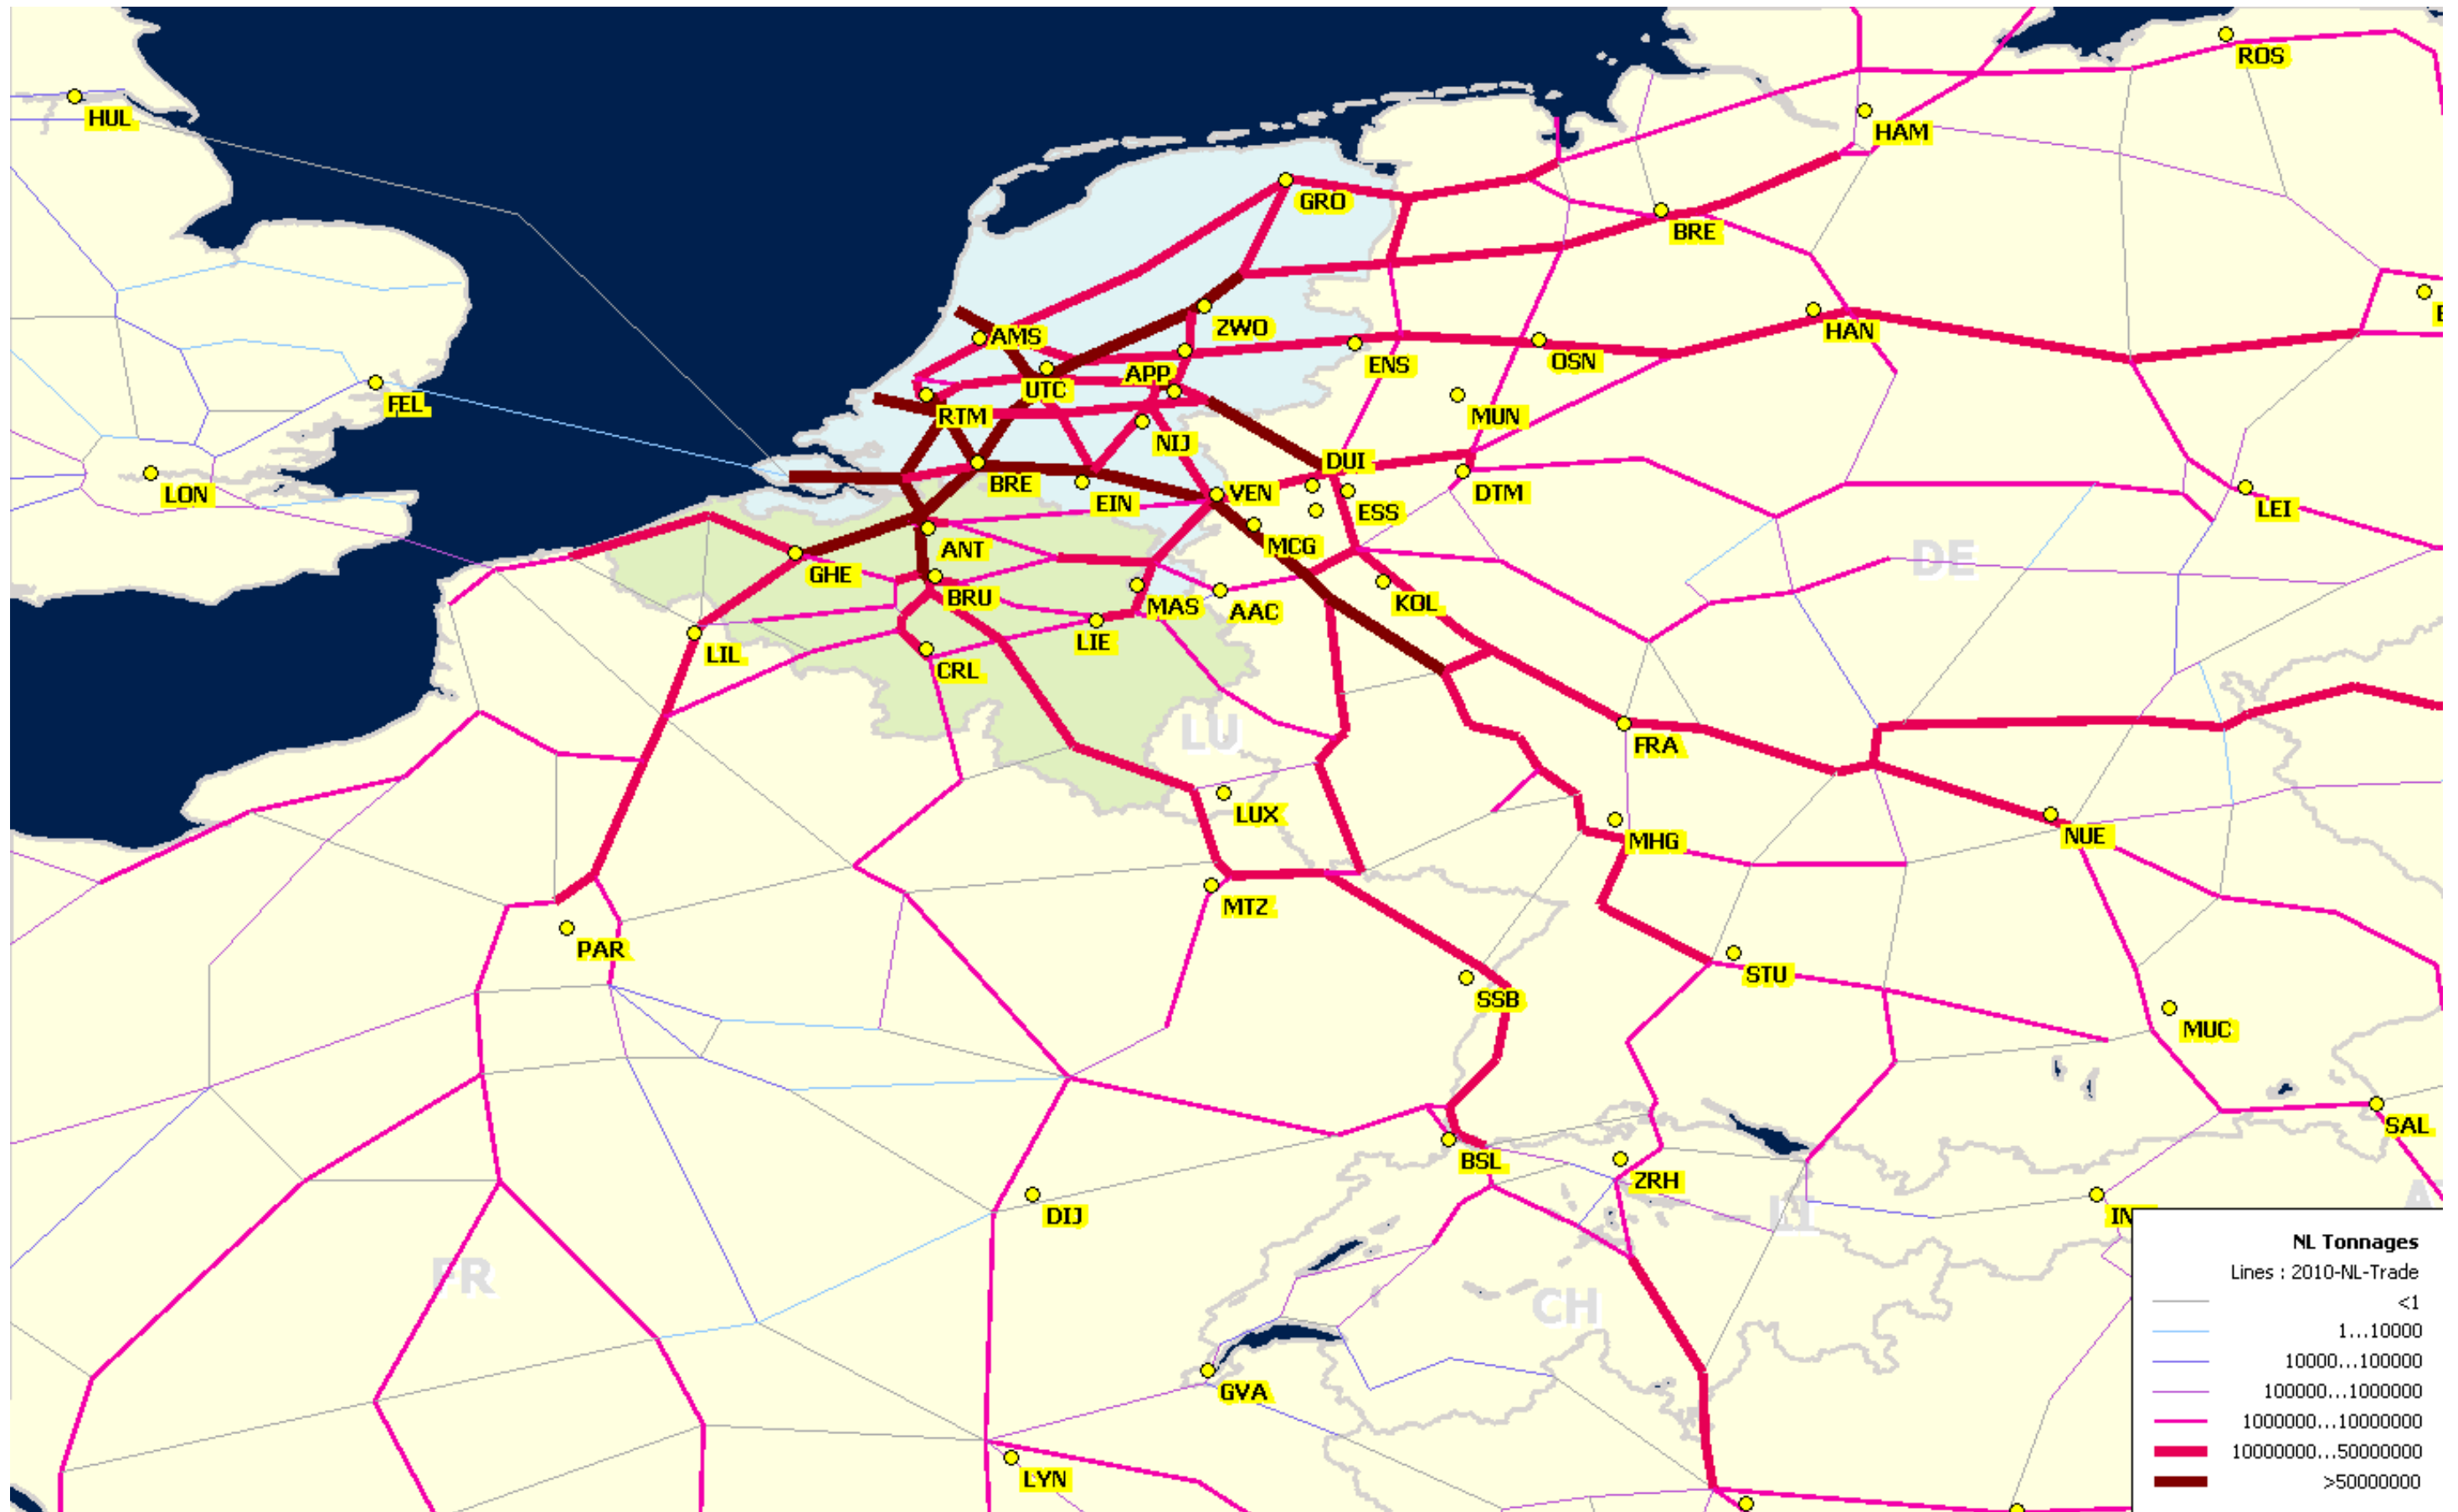 ROS
HUL
HAM
GRO
BRE
ZWO
AMS
HAN
ENS
OSN
APP
UTC
FEL
RTM
MUN
NIJ
DUI
BRE
EIN
VEN
DTM
LON
ESS
LEI
ANT
MCG
GHE
DE
BRU
MAS
AAC
KOL
LIE
LIL
CRL
LU
FRA
LUX
MHG
NUE
MTZ
PAR
STU
SSB
MUC
SAL
BSL
ZRH
DIJ
LI
FR
CH
GVA
LYN
NL Tonnages
Lines : 2010-NL-Trade
<1
1...10000
10000...100000
100000...1000000
1000000...10000000
10000000...50000000
>50000000